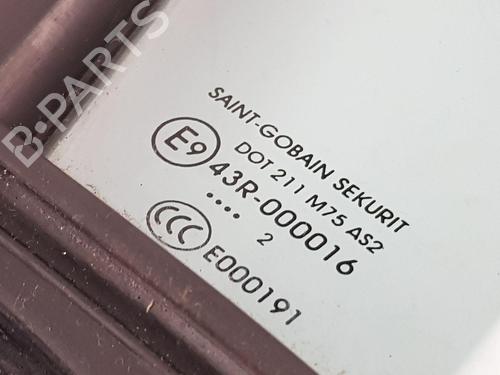 B-PARTS
SAINT-GOBAIN SEKURIT
DOT 211 M75 AS2
E9 43R-000016
.... 2
CCC E000191